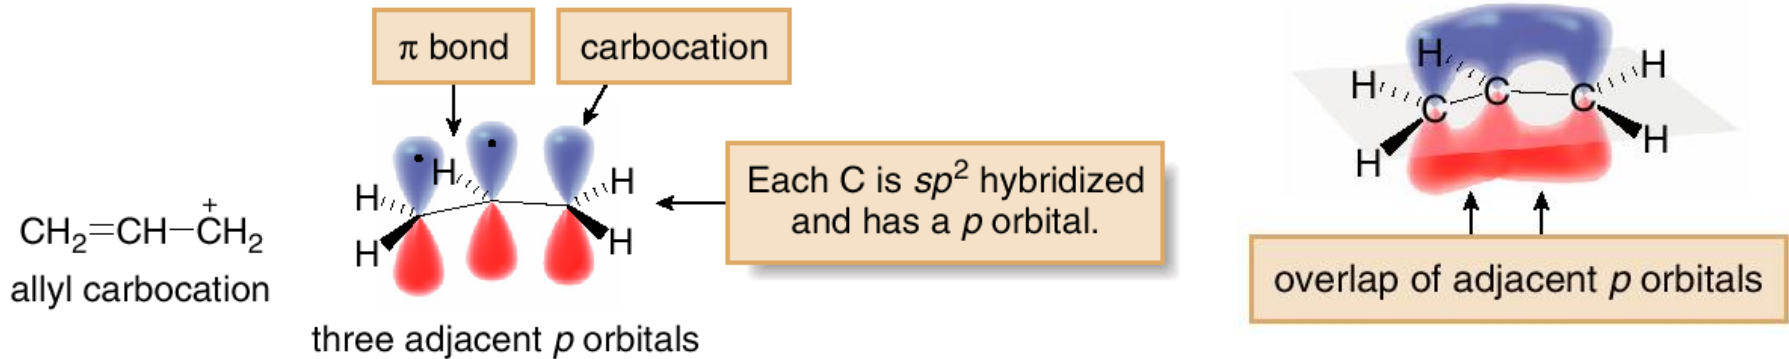 π bond
carbocation
CH₂=CH–C⁺H₂
allyl carbocation
H
H
H
H
H
three adjacent p orbitals
Each C is sp² hybridized
and has a p orbital.
H
H
H
H
H
C
C
C
overlap of adjacent p orbitals